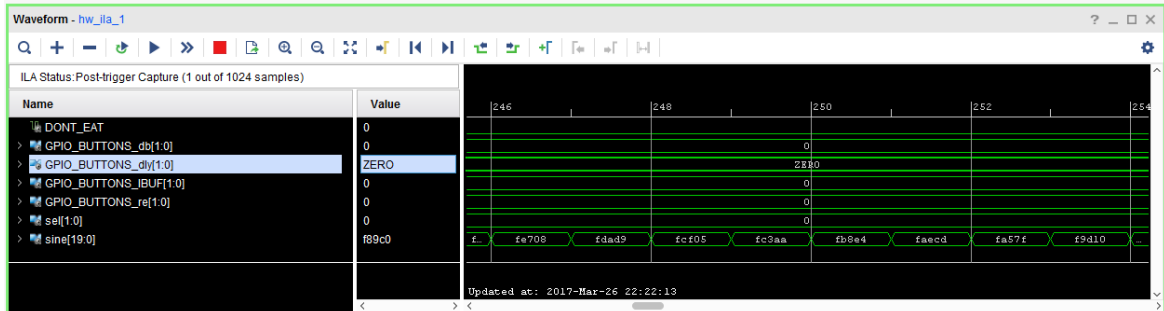 Waveform - hw_ila_1
ILA Status:Post-trigger Capture (1 out of 1024 samples)
Name Value
246 248 250 252 254
DONT_EAT 0
GPIO_BUTTONS_db[1:0] 0 0
GPIO_BUTTONS_dly[1:0] ZERO ZERO
GPIO_BUTTONS_IBUF[1:0] 0 0
GPIO_BUTTONS_re[1:0] 0 0
sel[1:0] 0 0
sine[19:0] f89c0 f... fe708 fdad9 fcf05 fc3aa fb8e4 faecd fa57f f9d10 ...
Updated at: 2017-Mar-26 22:22:13